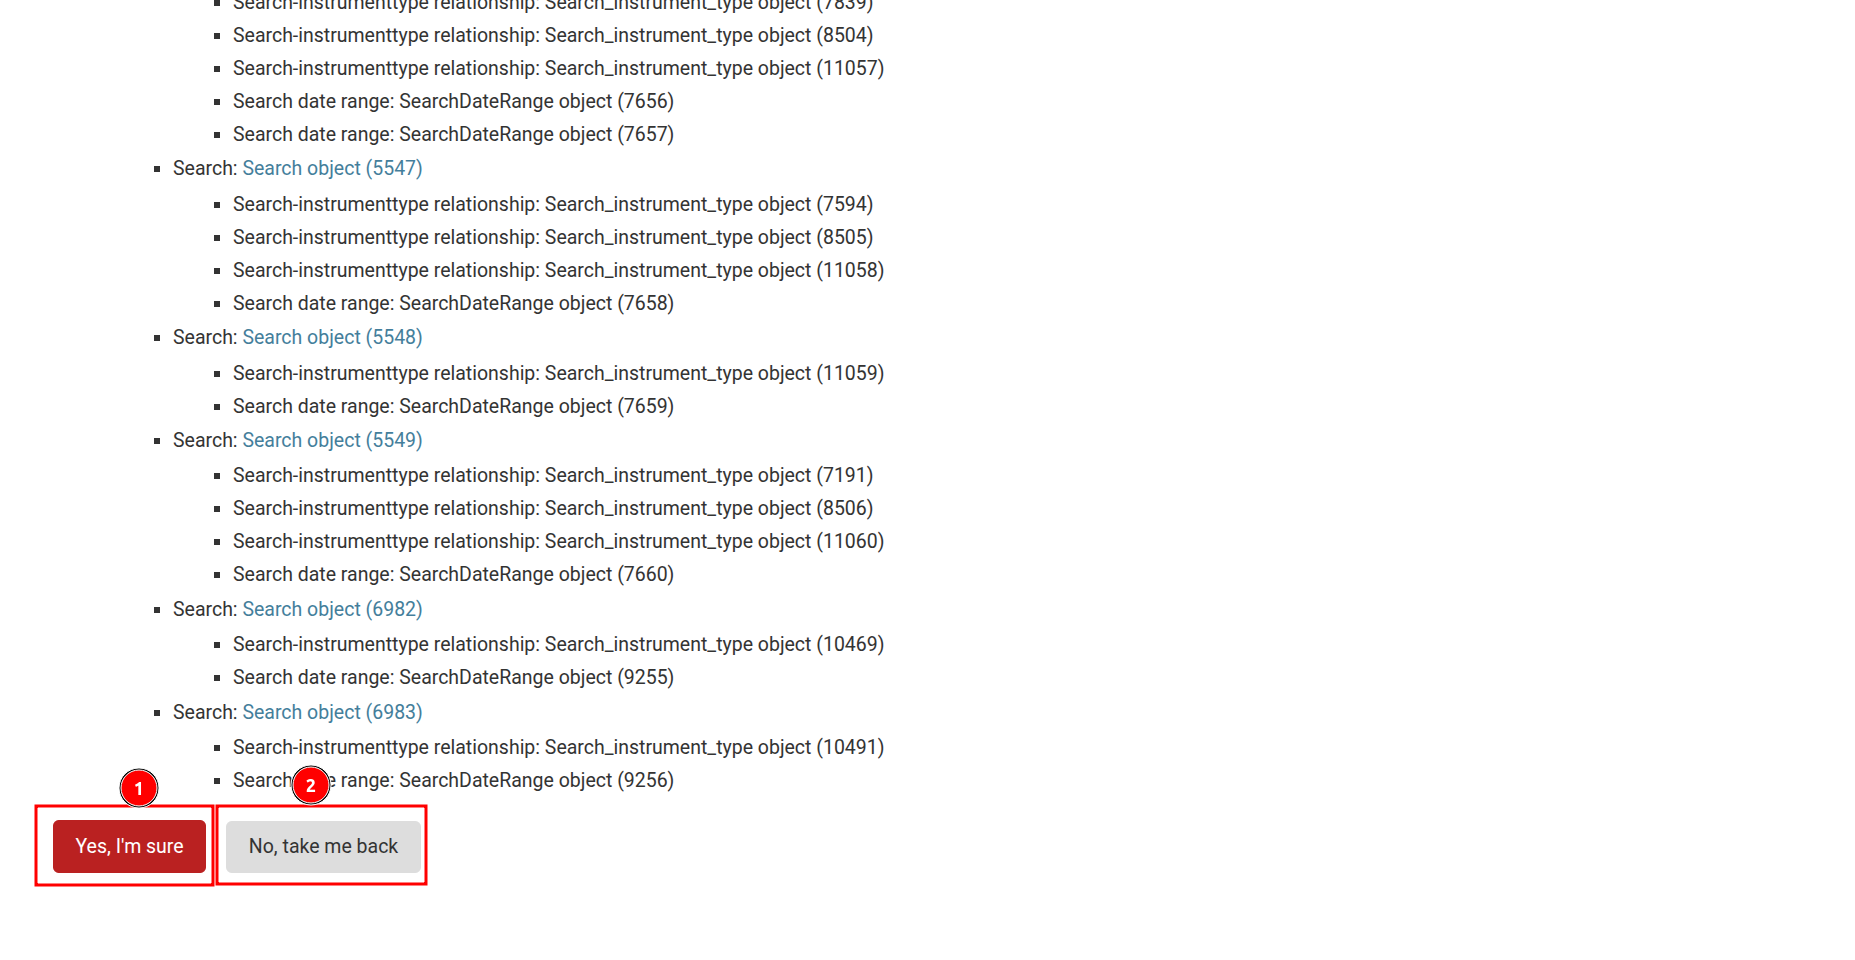 Search-instrumenttype relationship: Search_instrument_type object (7839)
Search-instrumenttype relationship: Search_instrument_type object (8504)
Search-instrumenttype relationship: Search_instrument_type object (11057)
Search date range: SearchDateRange object (7656)
Search date range: SearchDateRange object (7657)
Search: Search object (5547)
Search-instrumenttype relationship: Search_instrument_type object (7594)
Search-instrumenttype relationship: Search_instrument_type object (8505)
Search-instrumenttype relationship: Search_instrument_type object (11058)
Search date range: SearchDateRange object (7658)
Search: Search object (5548)
Search-instrumenttype relationship: Search_instrument_type object (11059)
Search date range: SearchDateRange object (7659)
Search: Search object (5549)
Search-instrumenttype relationship: Search_instrument_type object (7191)
Search-instrumenttype relationship: Search_instrument_type object (8506)
Search-instrumenttype relationship: Search_instrument_type object (11060)
Search date range: SearchDateRange object (7660)
Search: Search object (6982)
Search-instrumenttype relationship: Search_instrument_type object (10469)
Search date range: SearchDateRange object (9255)
Search: Search object (6983)
Search-instrumenttype relationship: Search_instrument_type object (10491)
Search range: SearchDateRange object (9256)
1 2
Yes, I'm sure No, take me back